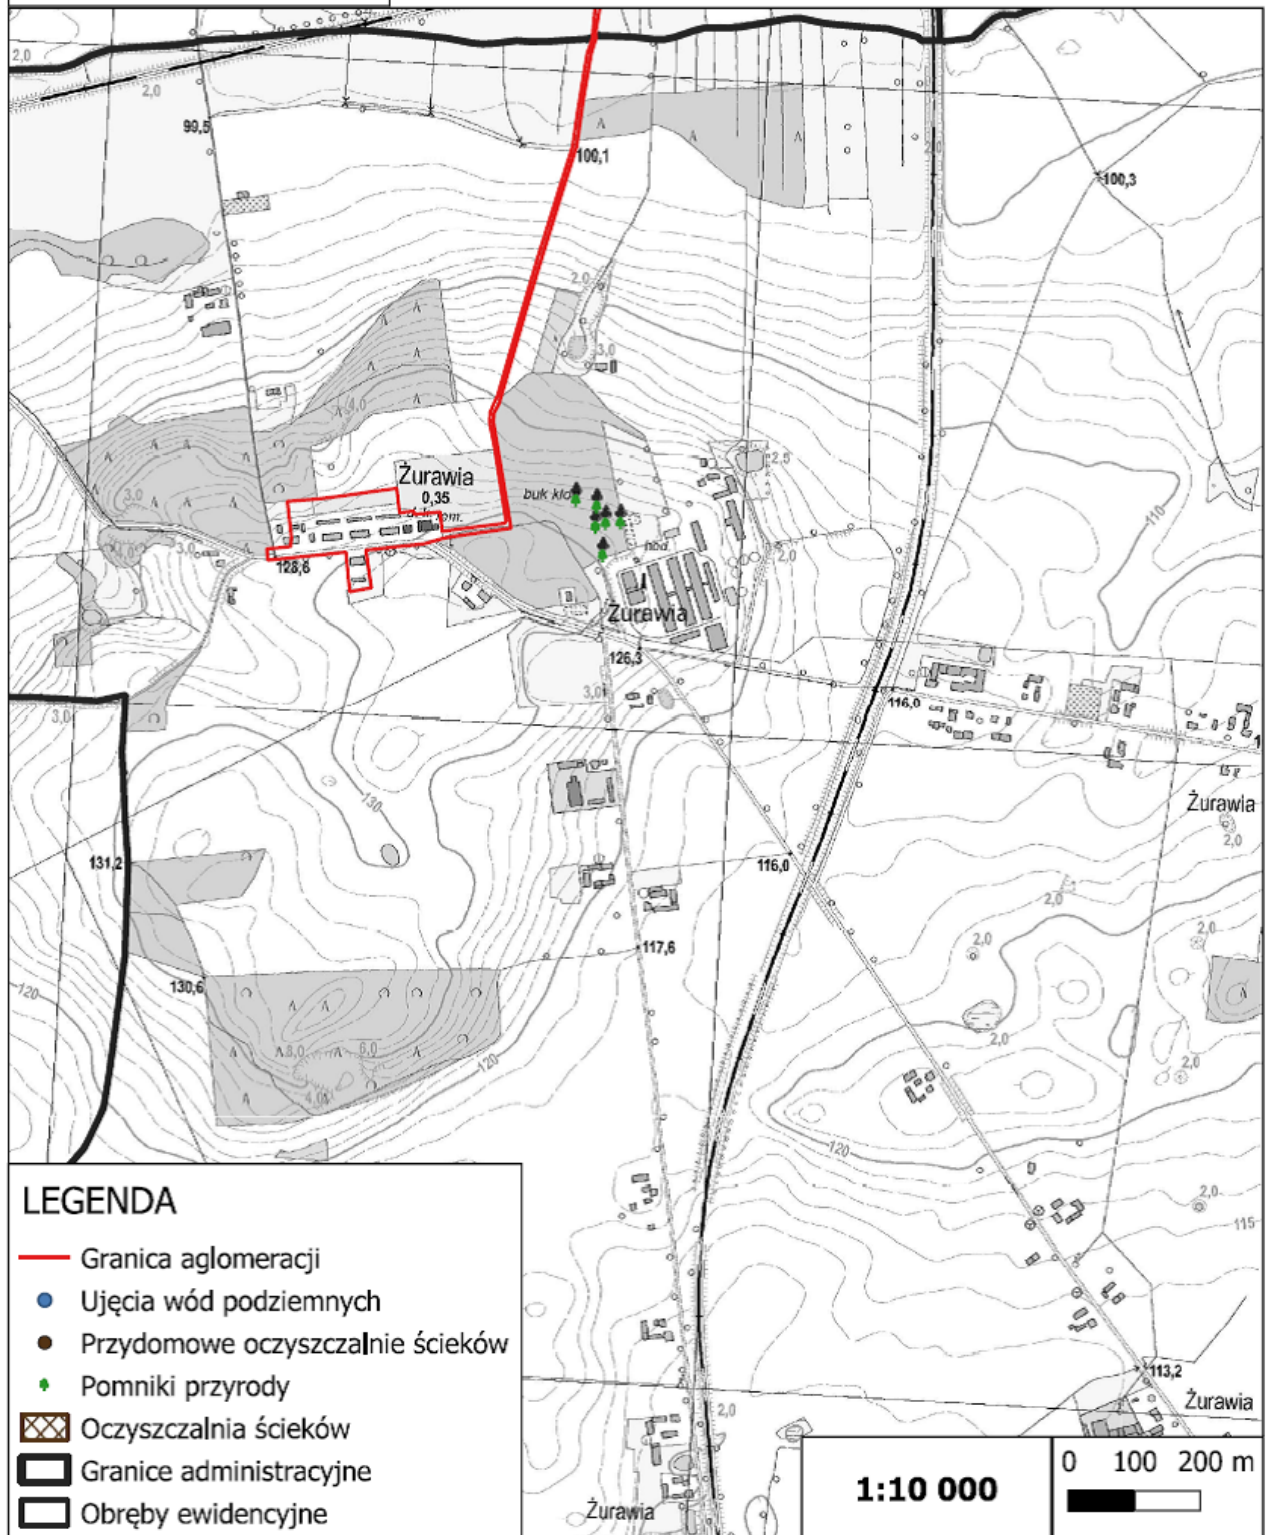 2,0
2,0
99,5
100,1
2,0
100,3
2,0
3,0
4,0
Żurawia
0,35
buk kło
2,5
3,0
110
3,0
128,6
2,0
Żurawia
126,3
3,0
3,0
116,0
130
Żurawia
2,0
131,2
116,0
2,0
2,0
2,0
117,6
120
130,6
2,0
2,0
8,0
6,0
120
4,0
120
2,0
115
113,2
Żurawia
2,0
Żurawia
LEGENDA
Granica aglomeracji
Ujęcia wód podziemnych
Przydomowe oczyszczalnie ścieków
Pomniki przyrody
Oczyszczalnia ścieków
Granice administracyjne
Obręby ewidencyjne
1:10 000
0 100 200 m